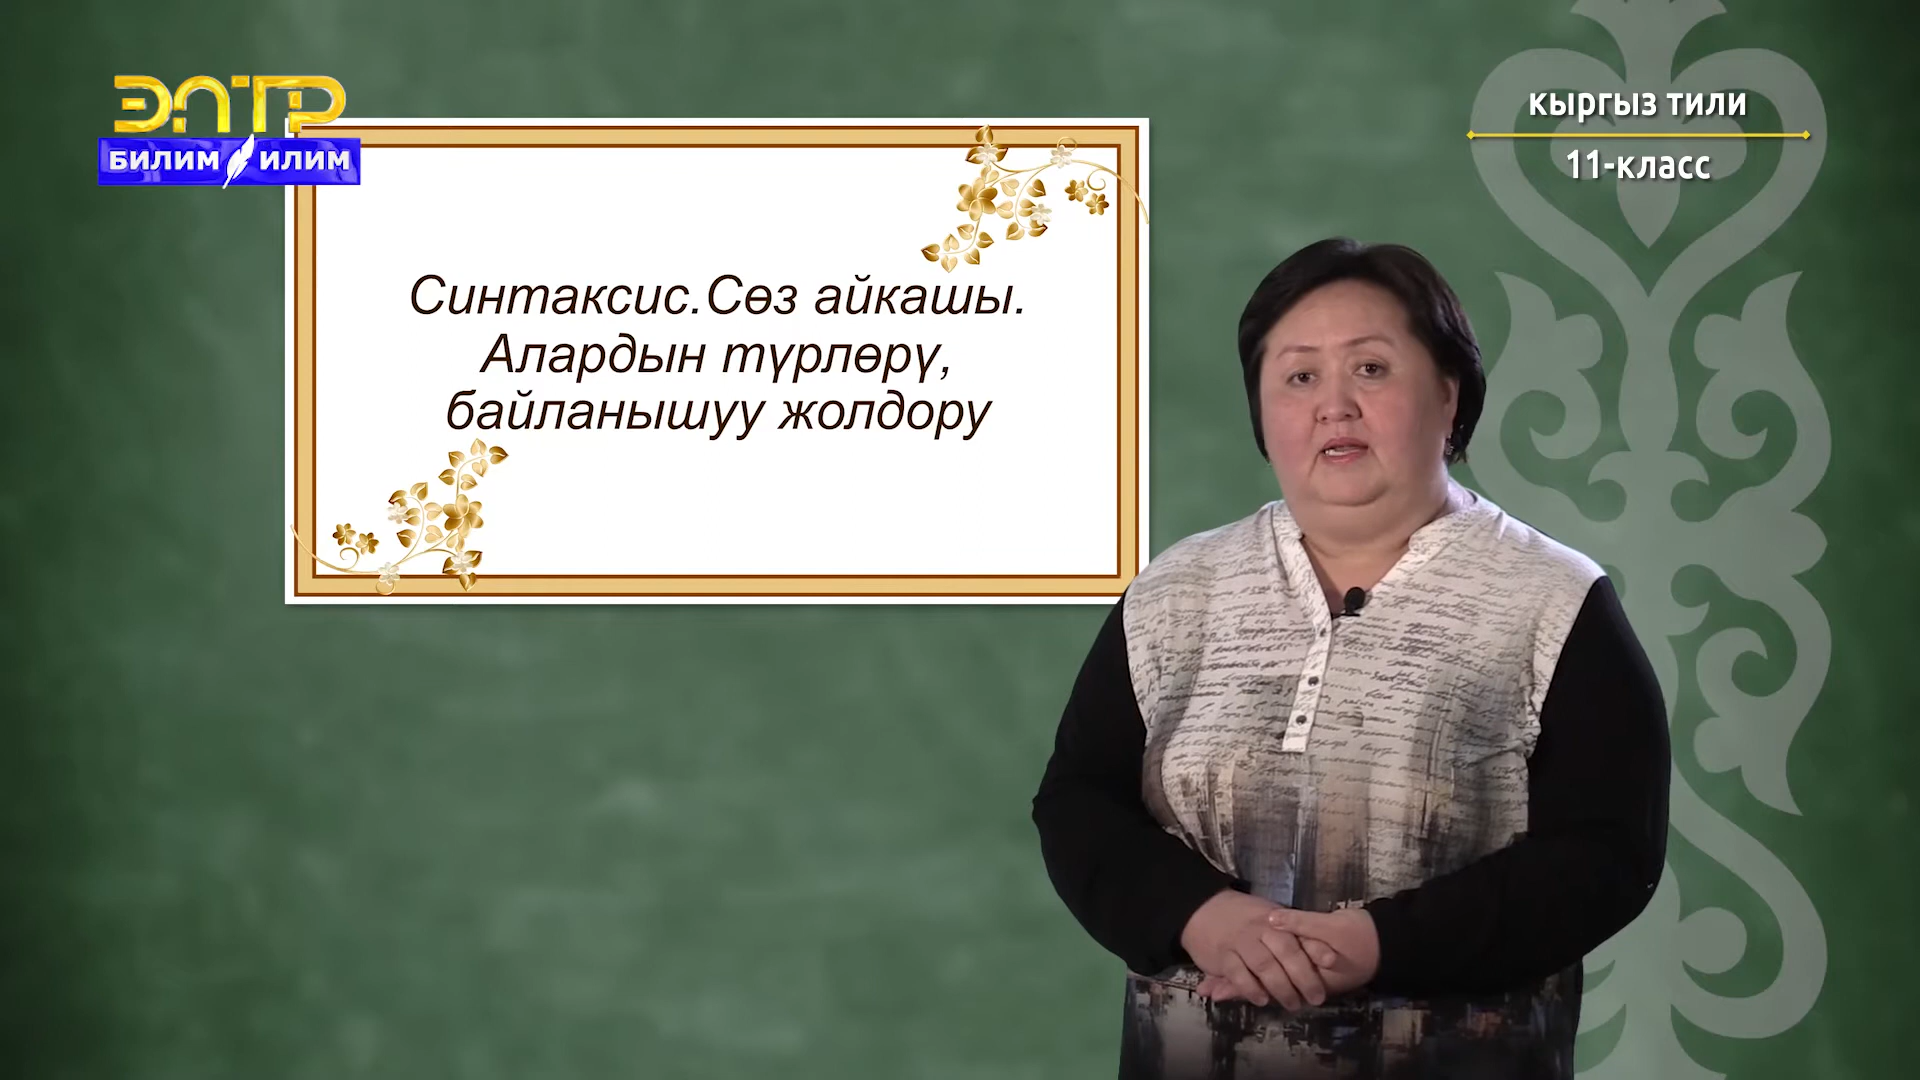 ЭЛТР
БИЛИМ ИЛИМ
кыргыз тили
11-класс
Синтаксис.Сөз айкашы.
Алардын түрлөрү,
байланышуу жолдору